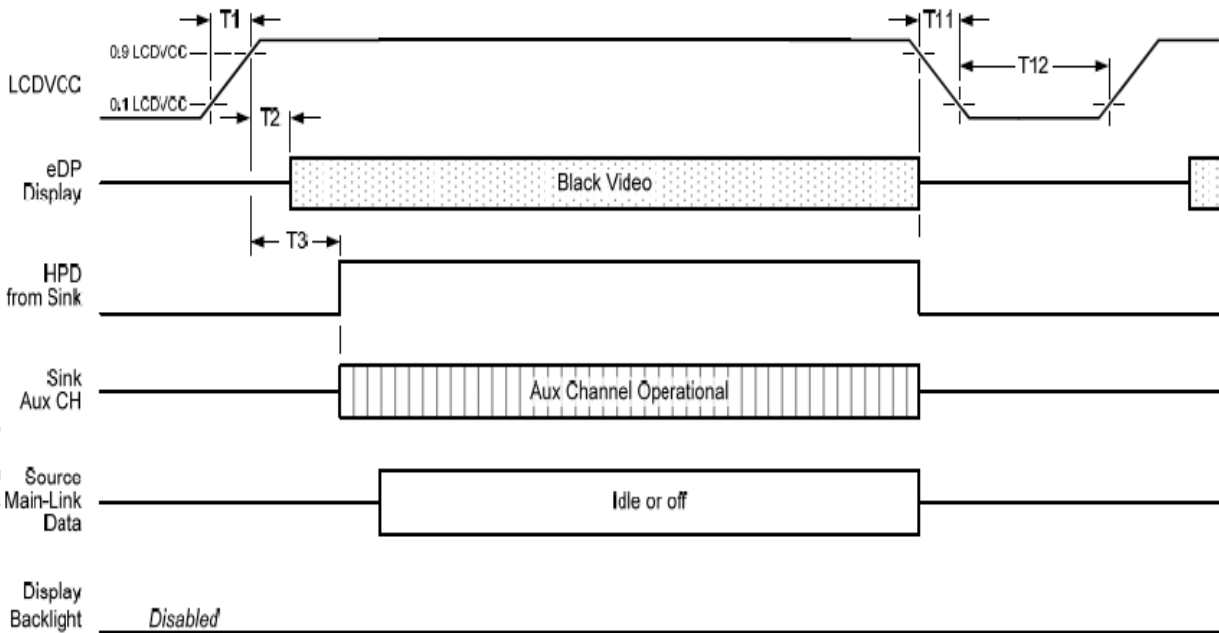 T1
T11
0.9 LCDVCC
LCDVCC
T12
0.1 LCDVCC
T2
eDP
Display
Black Video
T3
HPD
from Sink
Sink
Aux CH
Aux Channel Operational
Source
Main-Link
Data
Idle or off
Display
Backlight
Disabled